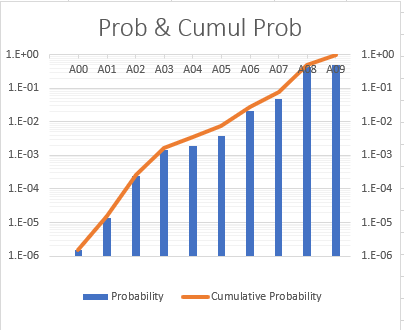 Prob & Cumul Prob
1.E+00 1.E+00
A00 A01 A02 A03 A04 A05 A06 A07 A08 A09
1.E-01 1.E-01
1.E-02 1.E-02
1.E-03 1.E-03
1.E-04 1.E-04
1.E-05 1.E-05
1.E-06 1.E-06
Probability Cumulative Probability